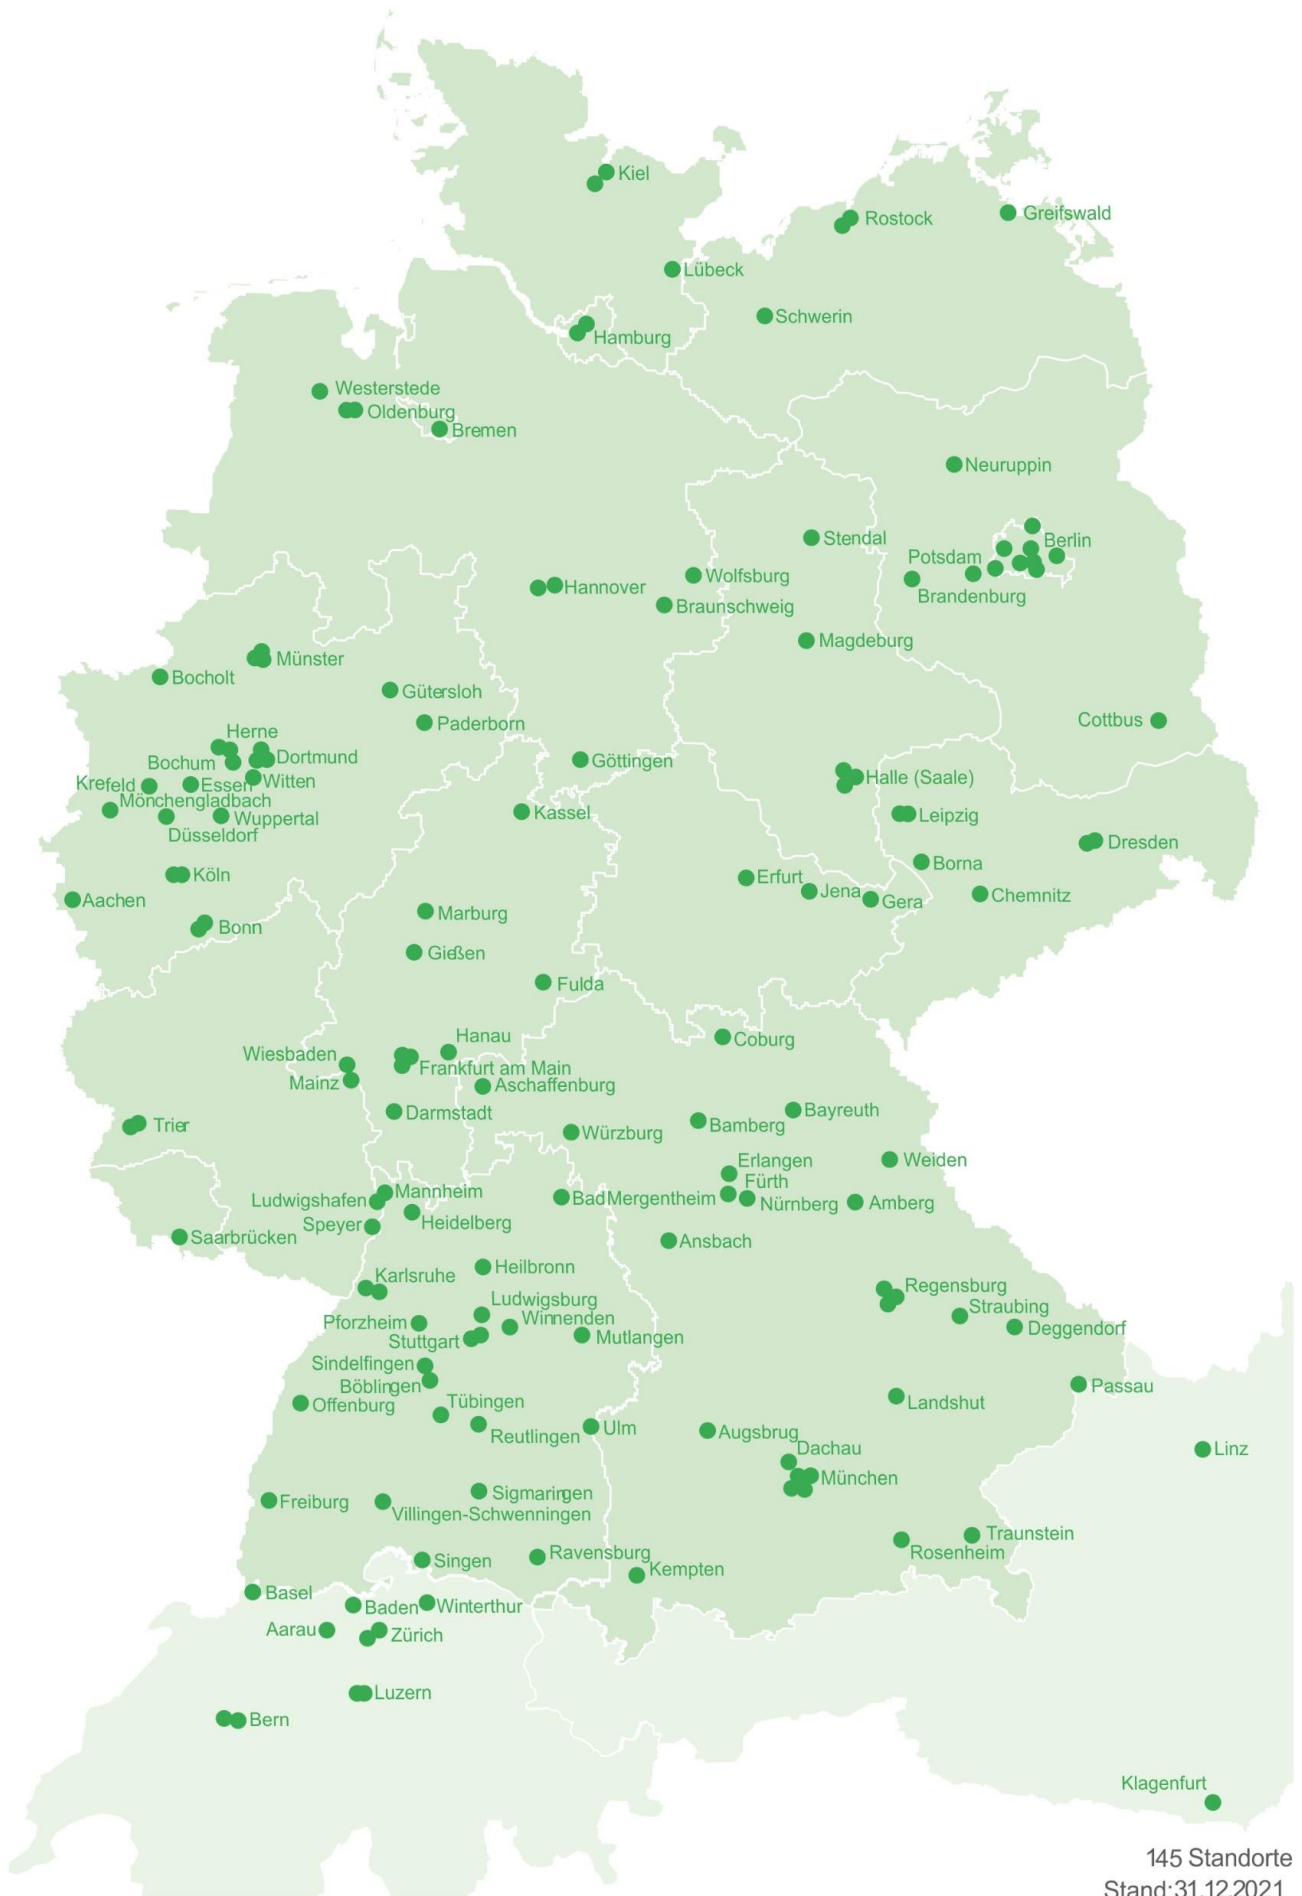 Kiel
Rostock
Greifswald
Lübeck
Schwerin
Hamburg
Westerstede
Oldenburg
Bremen
Neuruppin
Stendal
Berlin
Potsdam
Wolfsburg
Hannover
Brandenburg
Braunschweig
Magdeburg
Münster
Bocholt
Gütersloh
Paderborn
Cottbus
Herne
Dortmund
Bochum
Göttingen
Halle (Saale)
Krefeld
Essen
Witten
Mönchengladbach
Kassel
Leipzig
Wuppertal
Düsseldorf
Dresden
Borna
Köln
Erfurt
Jena
Chemnitz
Aachen
Gera
Marburg
Bonn
Gießen
Fulda
Hanau
Coburg
Wiesbaden
Frankfurt am Main
Mainz
Aschaffenburg
Darmstadt
Bayreuth
Trier
Bamberg
Würzburg
Erlangen
Weiden
Fürth
Mannheim
Ludwigshafen
Bad Mergentheim
Nürnberg
Amberg
Speyer
Heidelberg
Saarbrücken
Ansbach
Heilbronn
Karlsruhe
Regensburg
Ludwigsburg
Straubing
Pforzheim
Winnenden
Deggendorf
Stuttgart
Mutlangen
Sindelfingen
Böblingen
Passau
Offenburg
Tübingen
Landshut
Reutlingen
Ulm
Augsbrug
Dachau
Linz
München
Freiburg
Sigmaringen
Villingen-Schwenningen
Traunstein
Rosenheim
Singen
Ravensburg
Kempten
Basel
Baden
Winterthur
Aarau
Zürich
Luzern
Bern
Klagenfurt
145 Standorte
Stand:31.12.2021